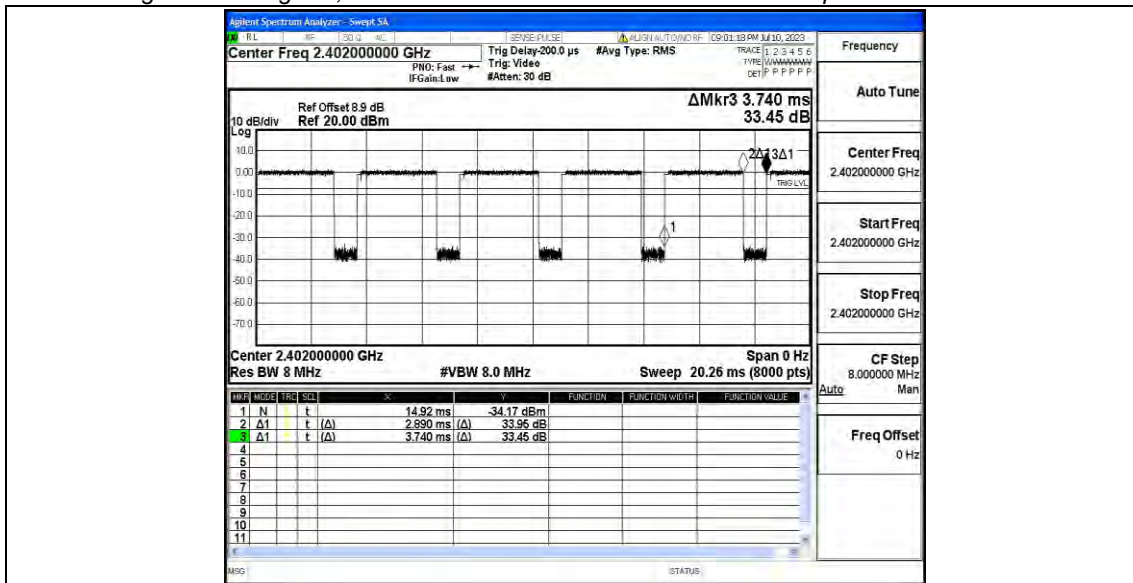 Agilent Spectrum Analyzer - Swept SA
RL RF 50 Ω AC SENSE:PULSE ALIGN AUTO/NO RF 09:01:13 PM Jul 10, 2023
Center Freq 2.402000000 GHz
PNO: Fast
IFGain:Low
Trig Delay-200.0 µs
Trig: Video
#Atten: 30 dB
#Avg Type: RMS
TRACE 1 2 3 4 5 6
TYPE
DET P P P P P P
Ref Offset 8.9 dB
Ref 20.00 dBm
10 dB/div
Log
ΔMkr3 3.740 ms
33.45 dB
10.0
0.00
-10.0
-20.0
-30.0
-40.0
-50.0
-60.0
-70.0
2Δ1 3Δ1
TRIG LVL
1
Center 2.402000000 GHz
Span 0 Hz
Res BW 8 MHz
#VBW 8.0 MHz
Sweep 20.26 ms (8000 pts)
MKR MODE TRC SCL X Y FUNCTION FUNCTION WIDTH FUNCTION VALUE
1 N t 14.92 ms -34.17 dBm
2 Δ1 t (Δ) 2.890 ms (Δ) 33.95 dB
3 Δ1 t (Δ) 3.740 ms (Δ) 33.45 dB
4
5
6
7
8
9
10
11
MSG
STATUS
Frequency
Auto Tune
Center Freq
2.402000000 GHz
Start Freq
2.402000000 GHz
Stop Freq
2.402000000 GHz
CF Step
8.000000 MHz
Auto Man
Freq Offset
0 Hz